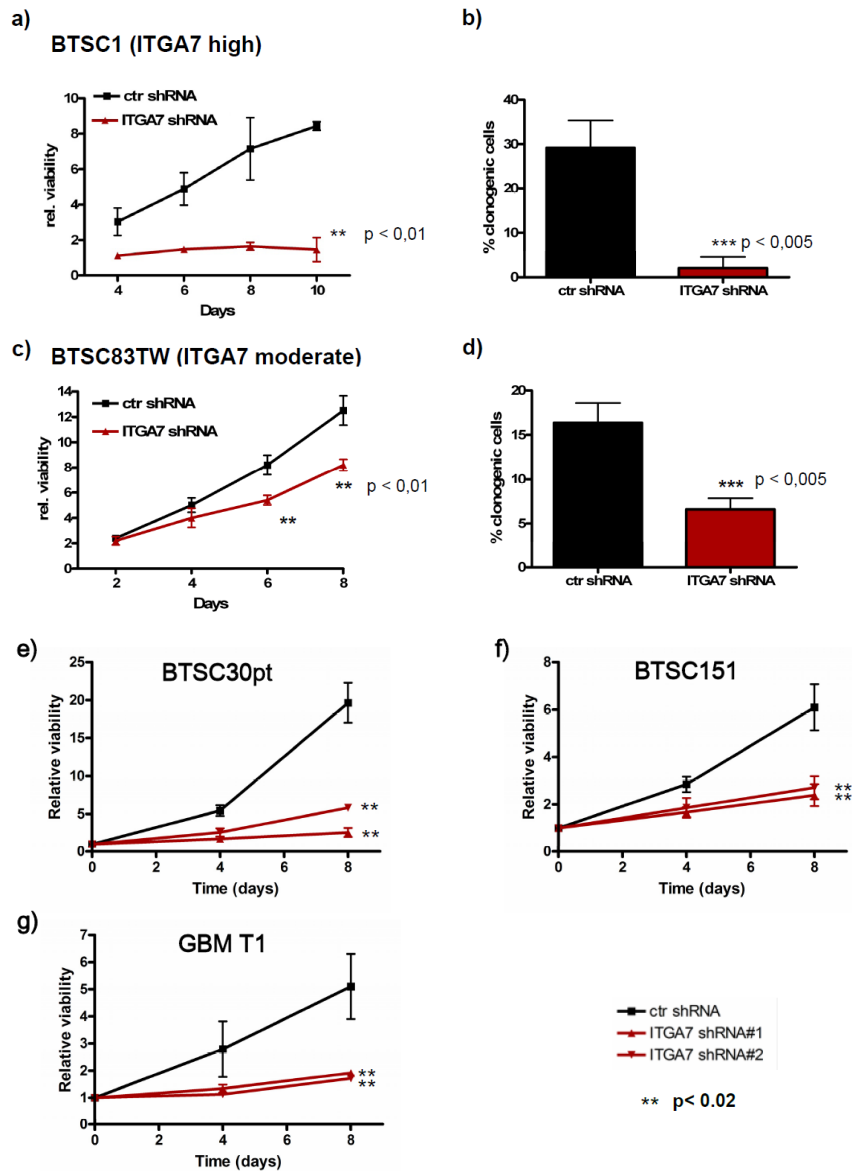 a)
BTSC1 (ITGA7 high)
ctr shRNA
ITGA7 shRNA
rel. viability
10
8
6
4
2
0
4 6 8 10
Days
** p < 0,01
b)
% clonogenic cells
40
30
20
10
0
*** p < 0,005
ctr shRNA ITGA7 shRNA
c)
BTSC83TW (ITGA7 moderate)
ctr shRNA
ITGA7 shRNA
rel. viability
14
12
10
8
6
4
2
0
2 4 6 8
Days
**
** p < 0,01
d)
% clonogenic cells
20
15
10
5
0
*** p < 0,005
ctr shRNA ITGA7 shRNA
e)
BTSC30pt
Relative viability
25
20
15
10
5
0
0 4 8
Time (days)
**
**
f)
BTSC151
Relative viability
8
6
4
2
0
0 4 8
Time (days)
**
**
g)
GBM T1
Relative viability
7
6
5
4
3
2
1
0
0 4 8
Time (days)
**
**
ctr shRNA
ITGA7 shRNA#1
ITGA7 shRNA#2
** p< 0.02